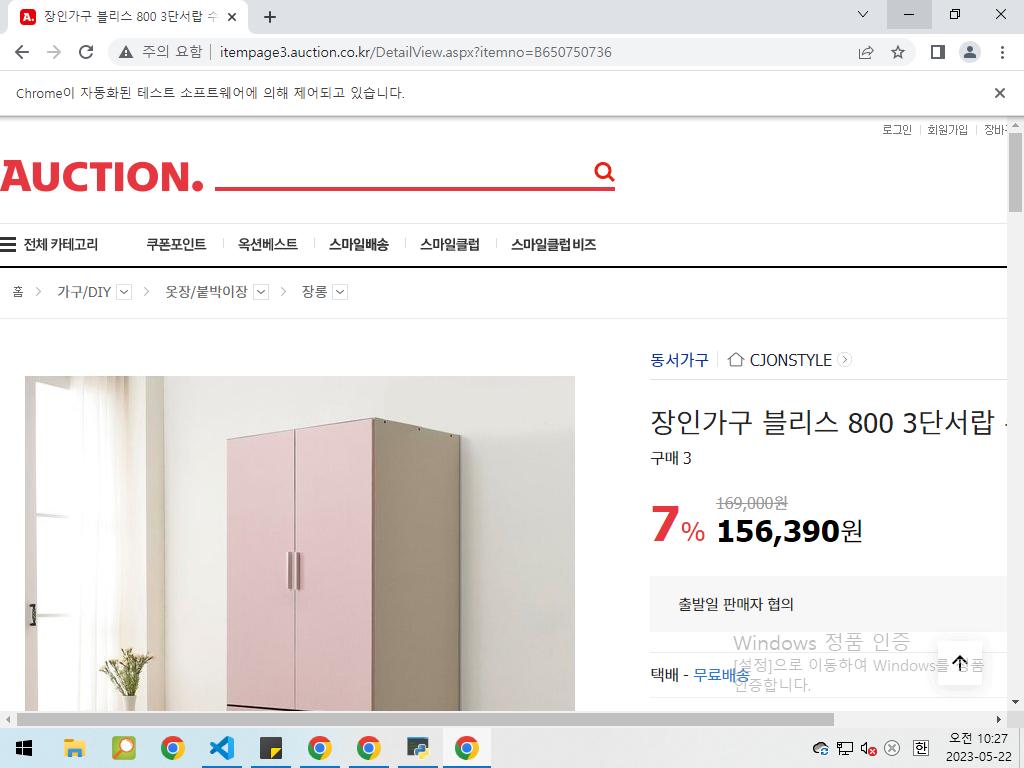 장인가구 블리스 800 3단서랍 수
주의 요함 itempage3.auction.co.kr/DetailView.aspx?itemno=B650750736
Chrome이 자동화된 테스트 소프트웨어에 의해 제어되고 있습니다.
로그인 회원가입 장바
AUCTION.
전체 카테고리 쿠폰포인트 옥션베스트 스마일배송 스마일클럽 스마일클럽 비즈
홈 가구/DIY 옷장/붙박이장 장롱
동서가구 CJONSTYLE
장인가구 블리스 800 3단서랍
구매 3
169,000원
7% 156,390원
출발일 판매자 협의
Windows 정품 인증
[설정]으로 이동하여 Windows를 정품
택배 - 무료배송
인증합니다.
한
오전 10:27
2023-05-22